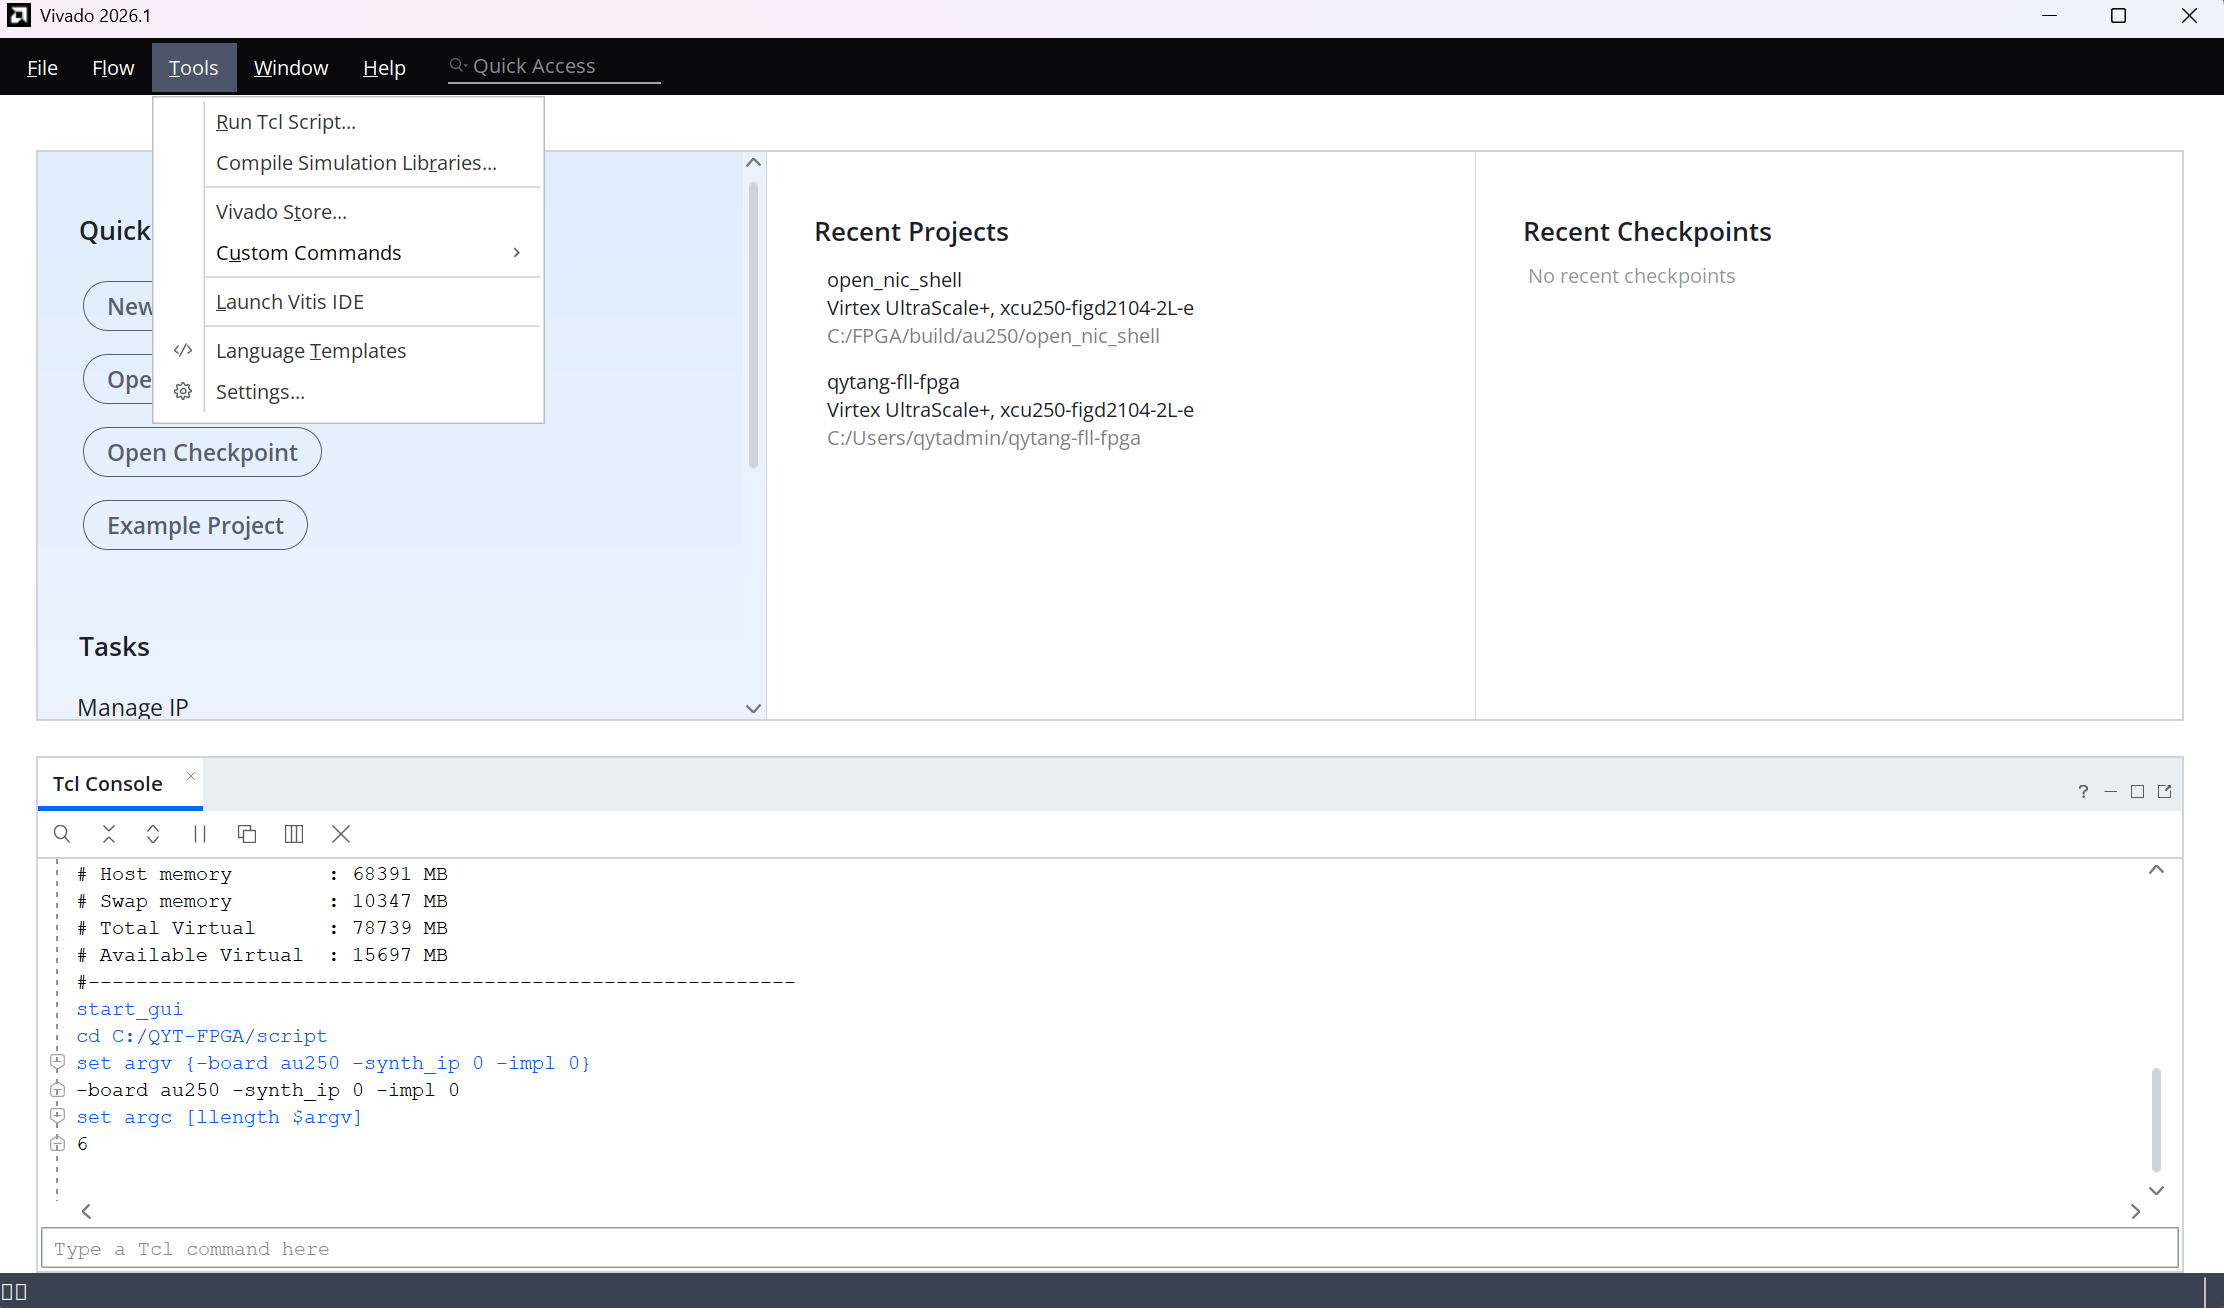 Vivado 2026.1
File Flow Tools Window Help Quick Access
Run Tcl Script...
Compile Simulation Libraries...
Vivado Store...
Custom Commands
Launch Vitis IDE
Language Templates
Settings...
Quick
New
Ope
Open Checkpoint
Example Project
Tasks
Manage IP
Recent Projects
open_nic_shell
Virtex UltraScale+, xcu250-figd2104-2L-e
C:/FPGA/build/au250/open_nic_shell
qytang-fll-fpga
Virtex UltraScale+, xcu250-figd2104-2L-e
C:/Users/qytadmin/qytang-fll-fpga
Recent Checkpoints
No recent checkpoints
Tcl Console
# Host memory : 68391 MB
# Swap memory : 10347 MB
# Total Virtual : 78739 MB
# Available Virtual : 15697 MB
#-----------------------------------------------------------
start_gui
cd C:/QYT-FPGA/script
set argv {-board au250 -synth_ip 0 -impl 0}
-board au250 -synth_ip 0 -impl 0
set argc [llength $argv]
6
Type a Tcl command here